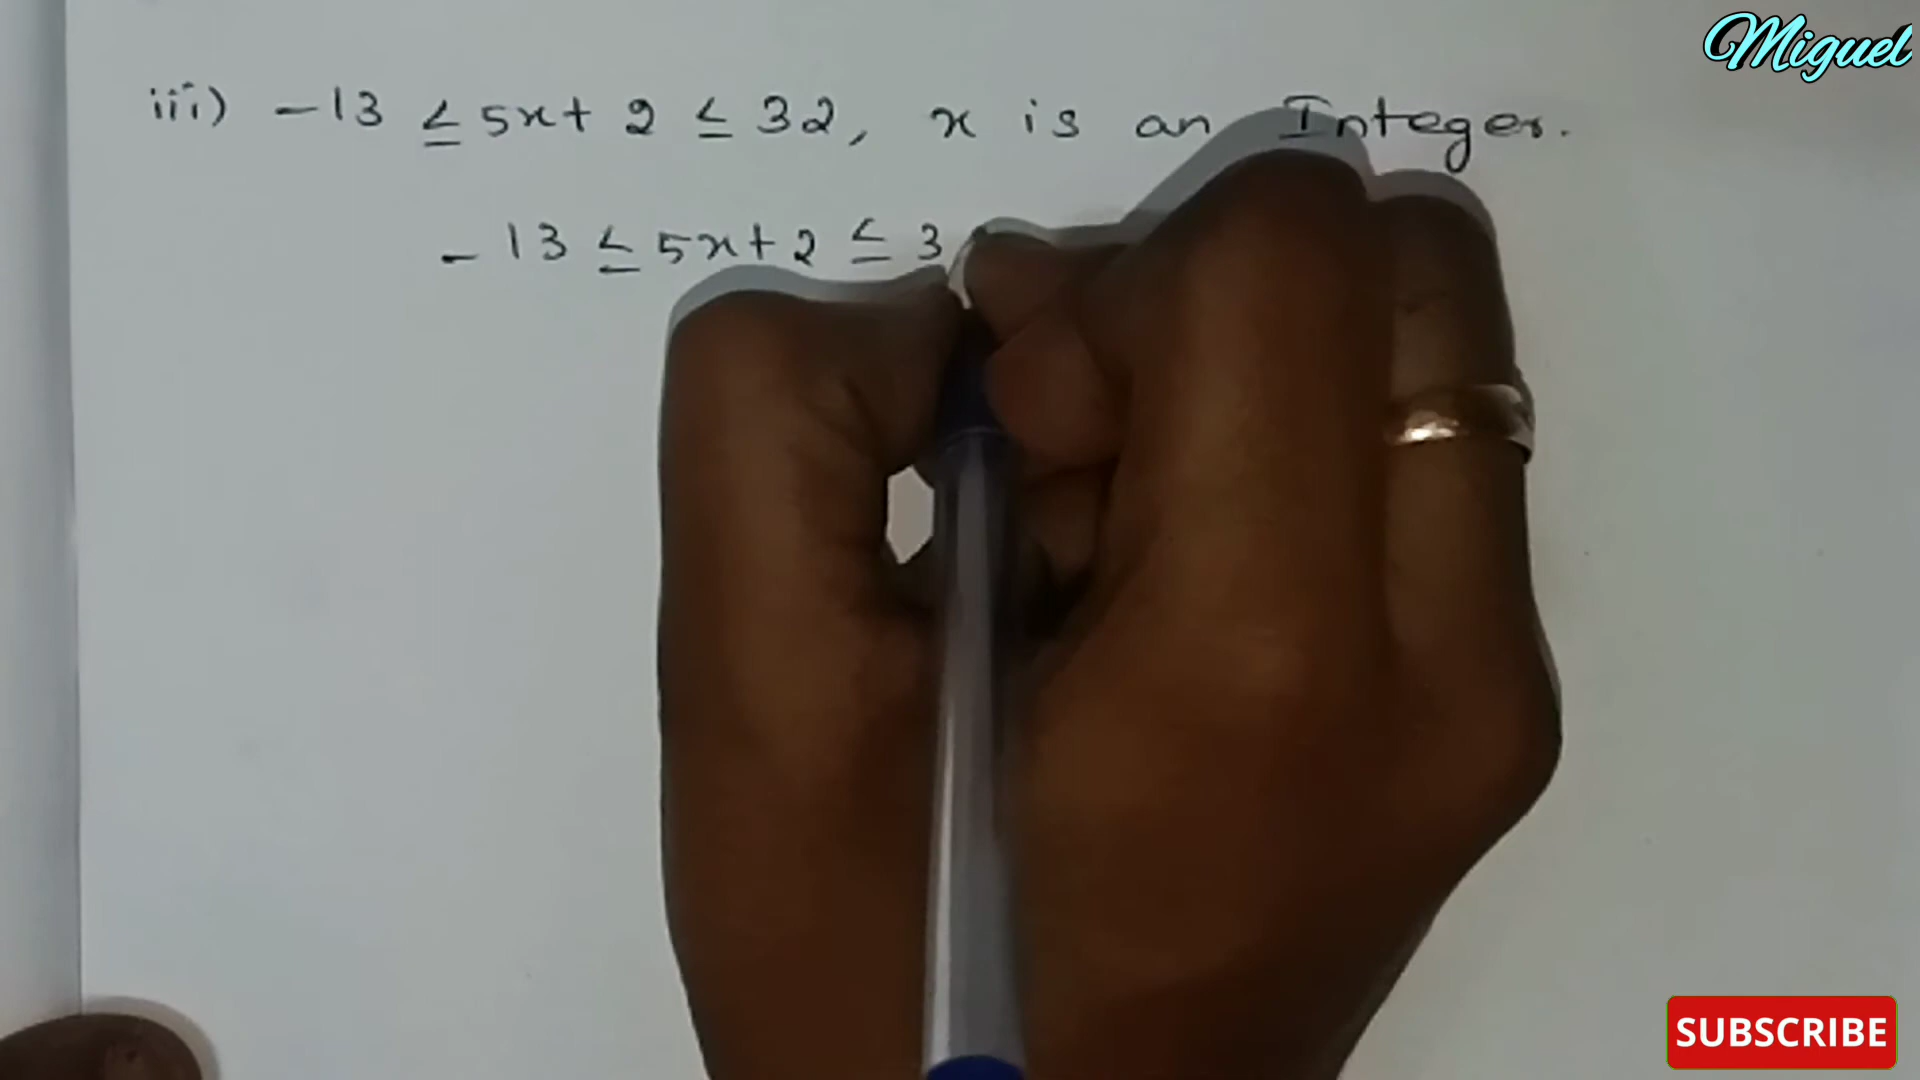 Miguel
iii) -13 ≤ 5x + 2 ≤ 32, x is an Integer.
-13 ≤ 5x + 2 ≤ 3
SUBSCRIBE